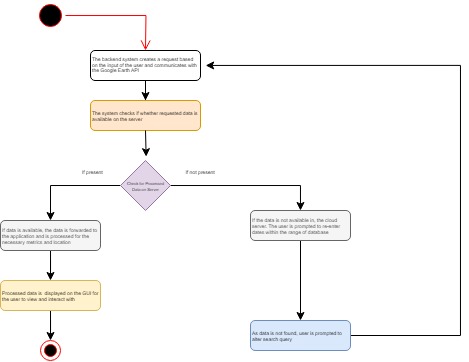 The backend system creates a request based
on the input of the user and communicates with
the Google Earth API
The system checks if whether requested data is
available on the server
If present
If not present
Check for Processed
Data on Server
If data is available, the data is forwarded to
the application and is processed for the
necessary metrics and location
If the data is not available in, the cloud
server. The user is prompted to re-enter
dates within the range of database
Processed data is displayed on the GUI for
the user to view and interact with
As data is not found, user is prompted to
alter search query